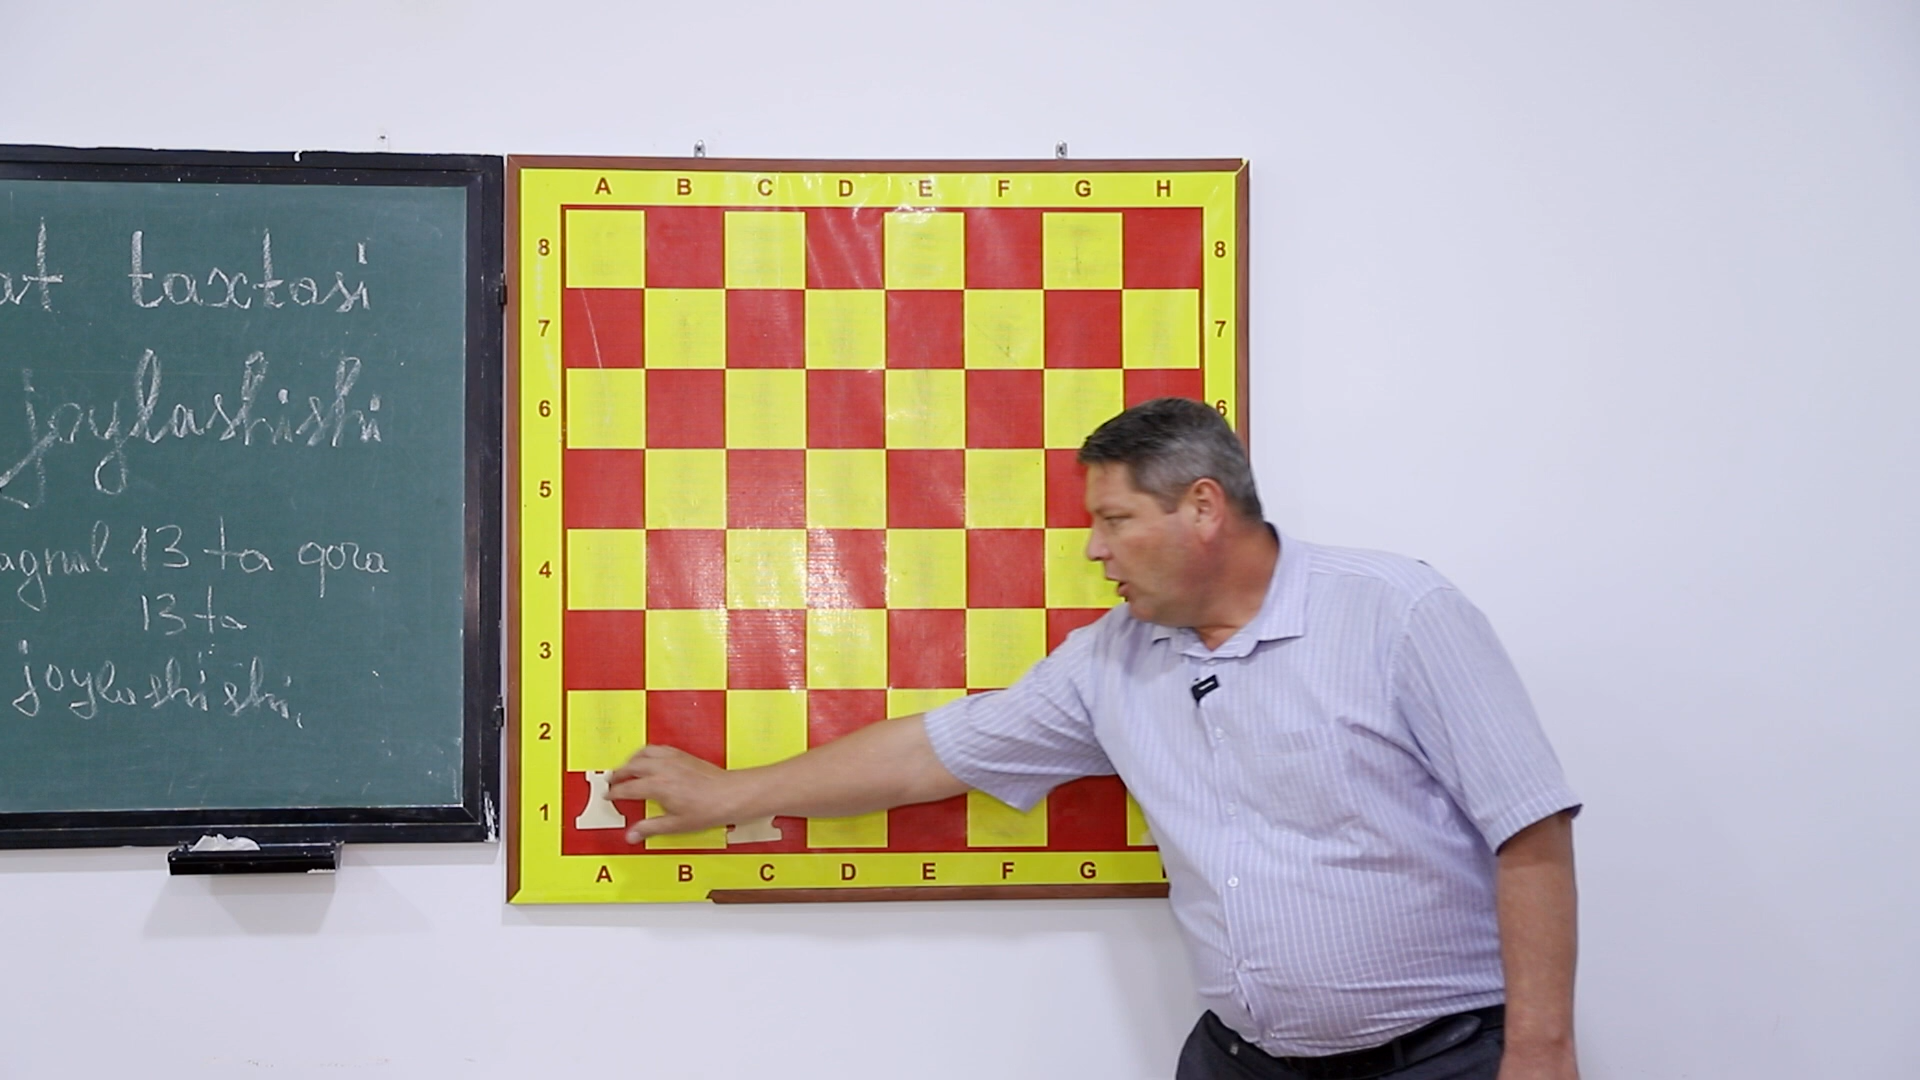 at taxtasi
joylashishi
agnal 13 ta qora
13 ta
joylashishi,
A B C D E F G H
8 8
7 7
6 6
5
4
3
2
1
A B C D E F G